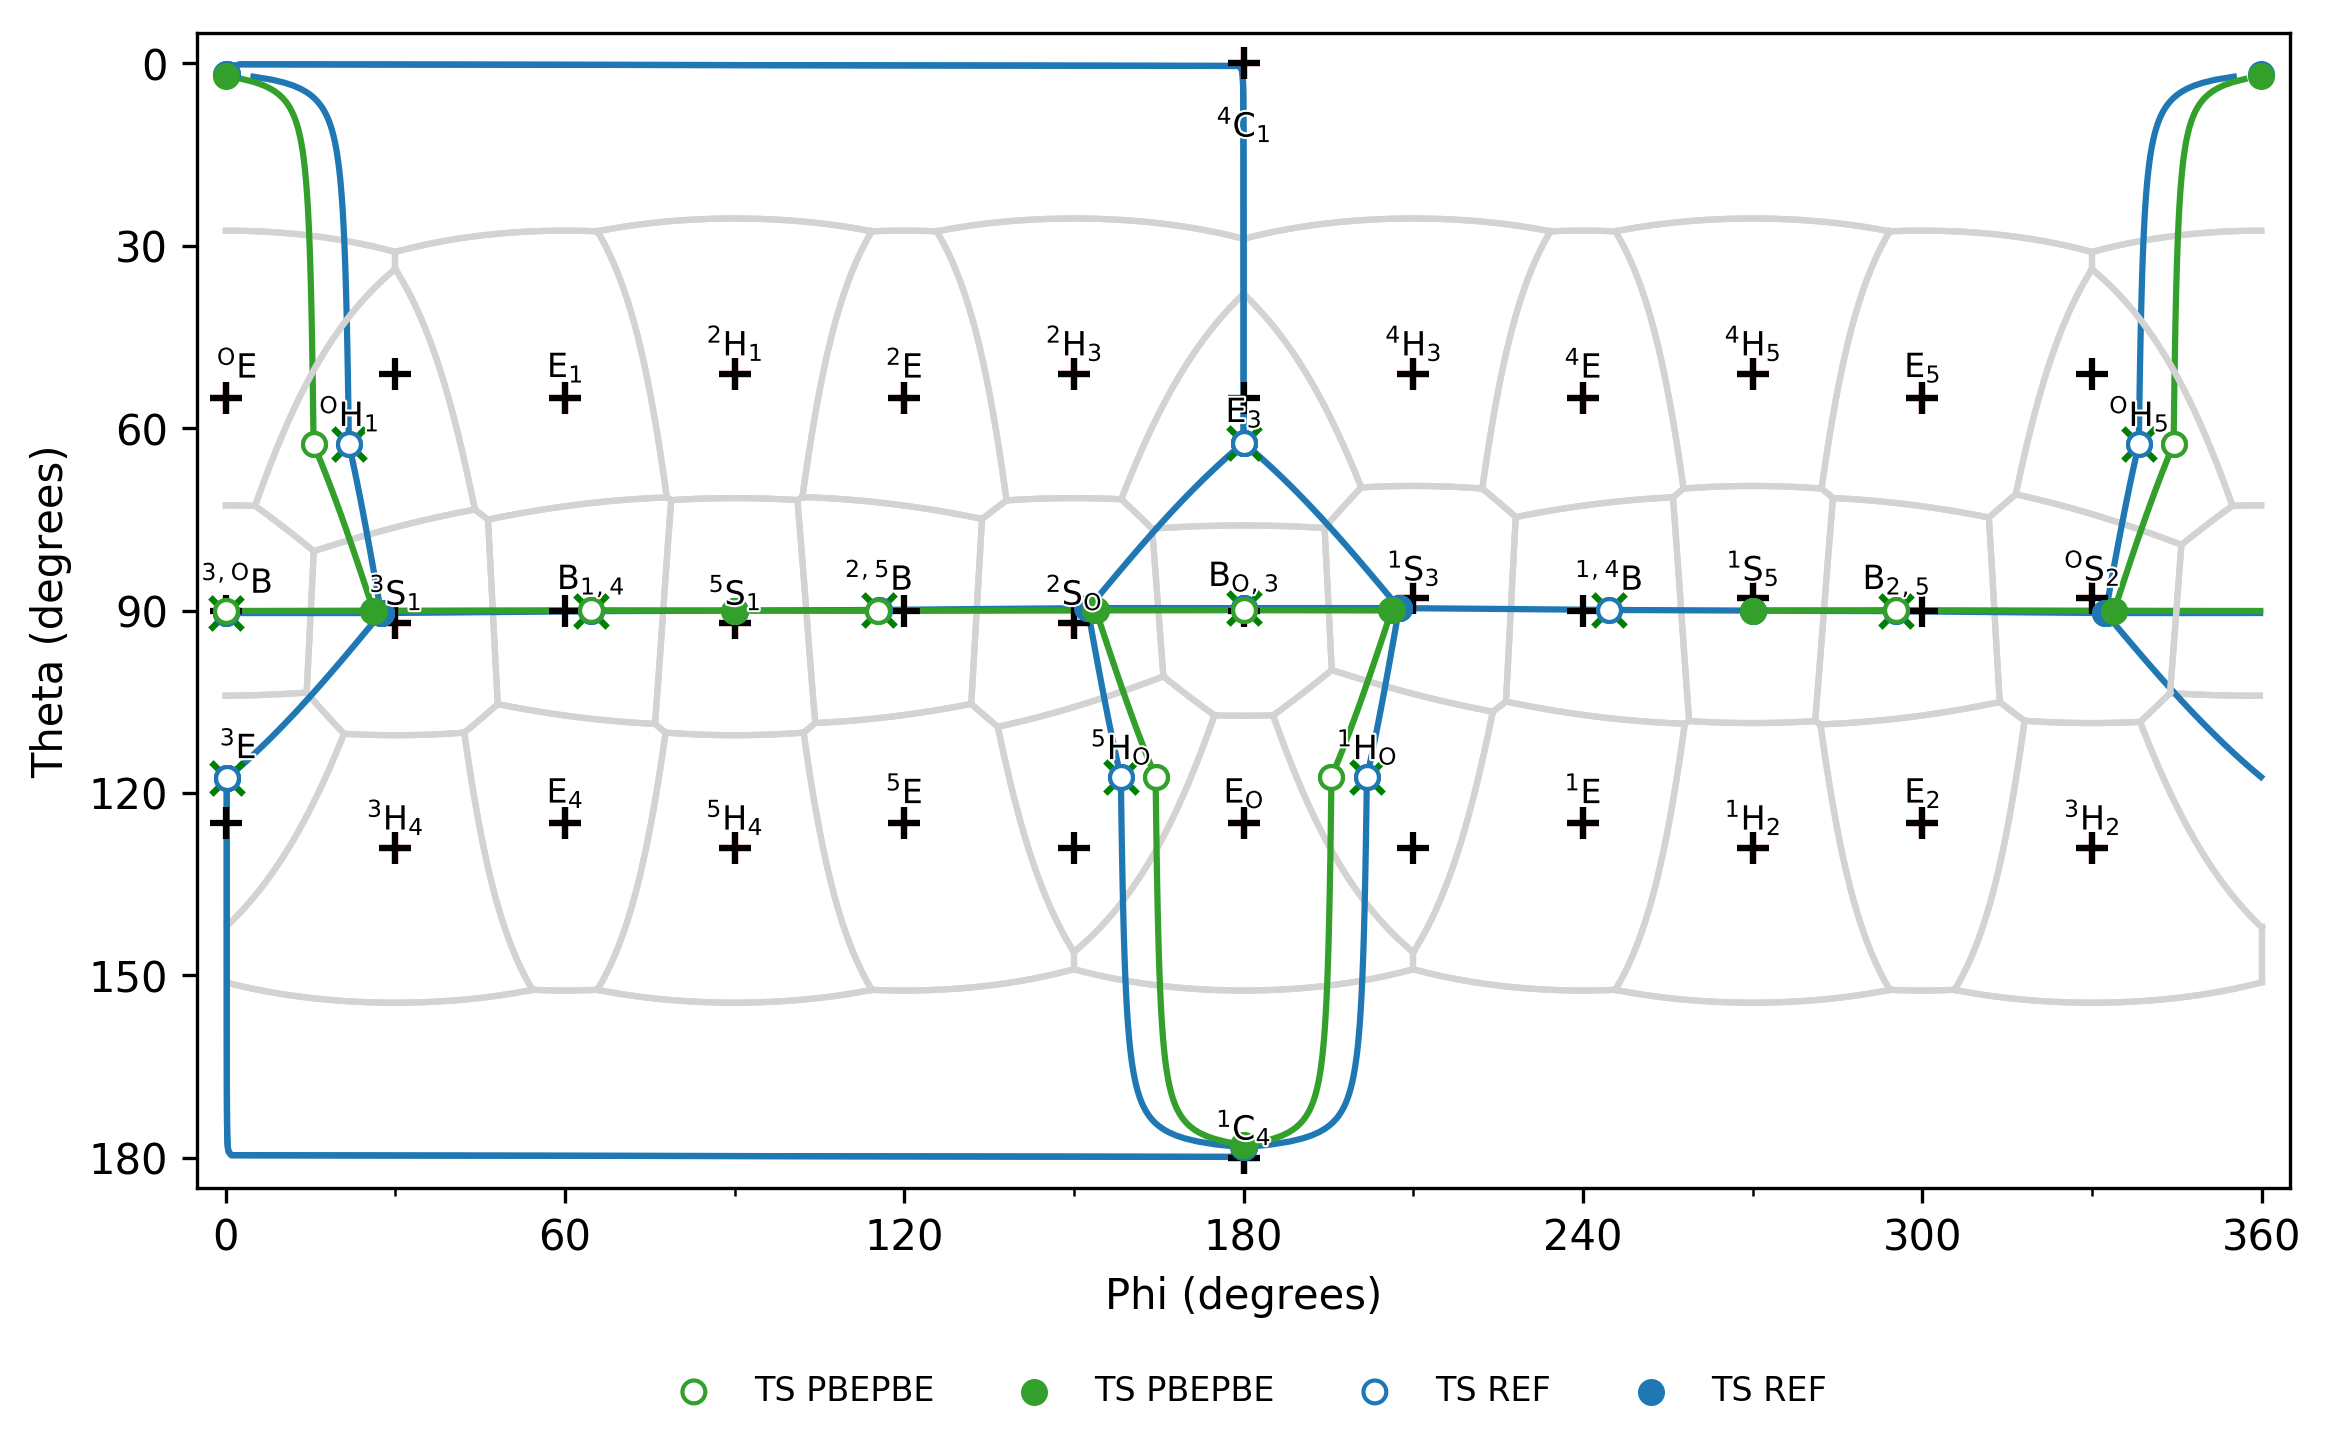 0
⁴C₁
30
²H₁ ²H₃ ⁴H₃ ⁴H₅
ᴼE E₁ ²E ⁴E E₅
ᴼH₁ E₃ ᴼH₅
60
³,ᴼB ³S₁ B₁,₄ ⁵S₁ ²,⁵B ²Sₒ Bₒ,₃ ¹S₃ ¹,⁴B ¹S₅ B₂,₅ ᴼS₂
90
Theta (degrees)
³E ⁵Hₒ ¹Hₒ
120
E₄ ⁵E Eₒ ¹E E₂
³H₄ ⁵H₄ ¹H₂ ³H₂
150
¹C₄
180
0 60 120 180 240 300 360
Phi (degrees)
TS PBEPBE TS PBEPBE TS REF TS REF